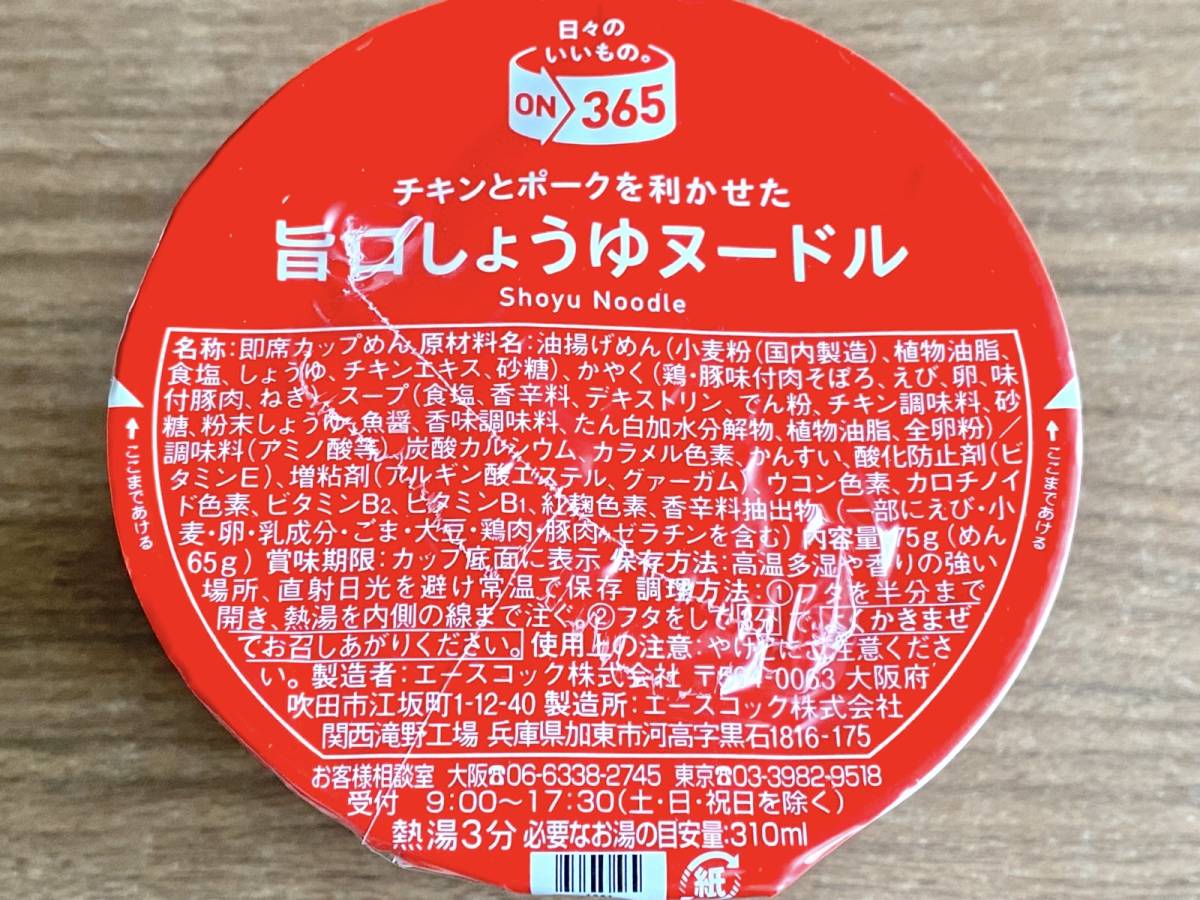 日々の
いいもの。
ON 365
チキンとポークを利かせた
旨口しょうゆヌードル
Shoyu Noodle
名称:即席カップめん 原材料名:油揚げめん(小麦粉(国内製造)、植物油脂、
食塩、しょうゆ、チキンエキス、砂糖)、かやく(鶏・豚味付肉そぼろ、えび、卵、味
付豚肉、ねぎ)、スープ(食塩、香辛料、デキストリン、でん粉、チキン調味料、砂
糖、粉末しょうゆ、魚醤、香味調味料、たん白加水分解物、植物油脂、全卵粉)/
調味料(アミノ酸等)、炭酸カルシウム、カラメル色素、かんすい、酸化防止剤(ビ
タミンE)、増粘剤(アルギン酸エステル、グァーガム)、ウコン色素、カロチノイ
ド色素、ビタミンB2、ビタミンB1、紅麹色素、香辛料抽出物、(一部にえび・小
麦・卵・乳成分・ごま・大豆・鶏肉・豚肉・ゼラチンを含む) 内容量:75g(めん
65g) 賞味期限:カップ底面に表示 保存方法:高温多湿や香りの強い
場所、直射日光を避け常温で保存 調理方法:①フタを半分まで
開き、熱湯を内側の線まで注ぐ。②フタをして3分でよくかきまぜ
てお召しあがりください。 使用上の注意:やけどにご注意くださ
い。 製造者:エースコック株式会社 〒564-0063 大阪府
吹田市江坂町1-12-40 製造所:エースコック株式会社
関西滝野工場 兵庫県加東市河高字黒石1816-175
お客様相談室 大阪☎06-6338-2745 東京☎03-3982-9518
受付 9:00~17:30(土・日・祝日を除く)
熱湯3分 必要なお湯の目安量:310ml
↑ここまであける
↑ここまであける
紙